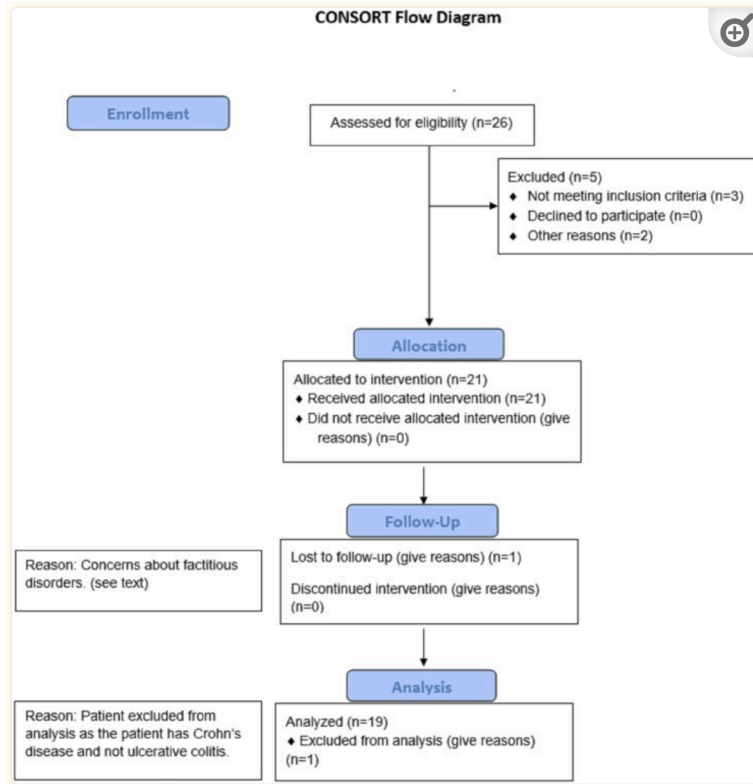 CONSORT Flow Diagram
Enrollment
Assessed for eligibility (n=26)
Excluded (n=5)
♦ Not meeting inclusion criteria (n=3)
♦ Declined to participate (n=0)
♦ Other reasons (n=2)
Allocation
Allocated to intervention (n=21)
♦ Received allocated intervention (n=21)
♦ Did not receive allocated intervention (give
reasons) (n=0)
Follow-Up
Reason: Concerns about factitious
disorders. (see text)
Lost to follow-up (give reasons) (n=1)
Discontinued intervention (give reasons)
(n=0)
Analysis
Reason: Patient excluded from
analysis as the patient has Crohn's
disease and not ulcerative colitis.
Analyzed (n=19)
♦ Excluded from analysis (give reasons)
(n=1)